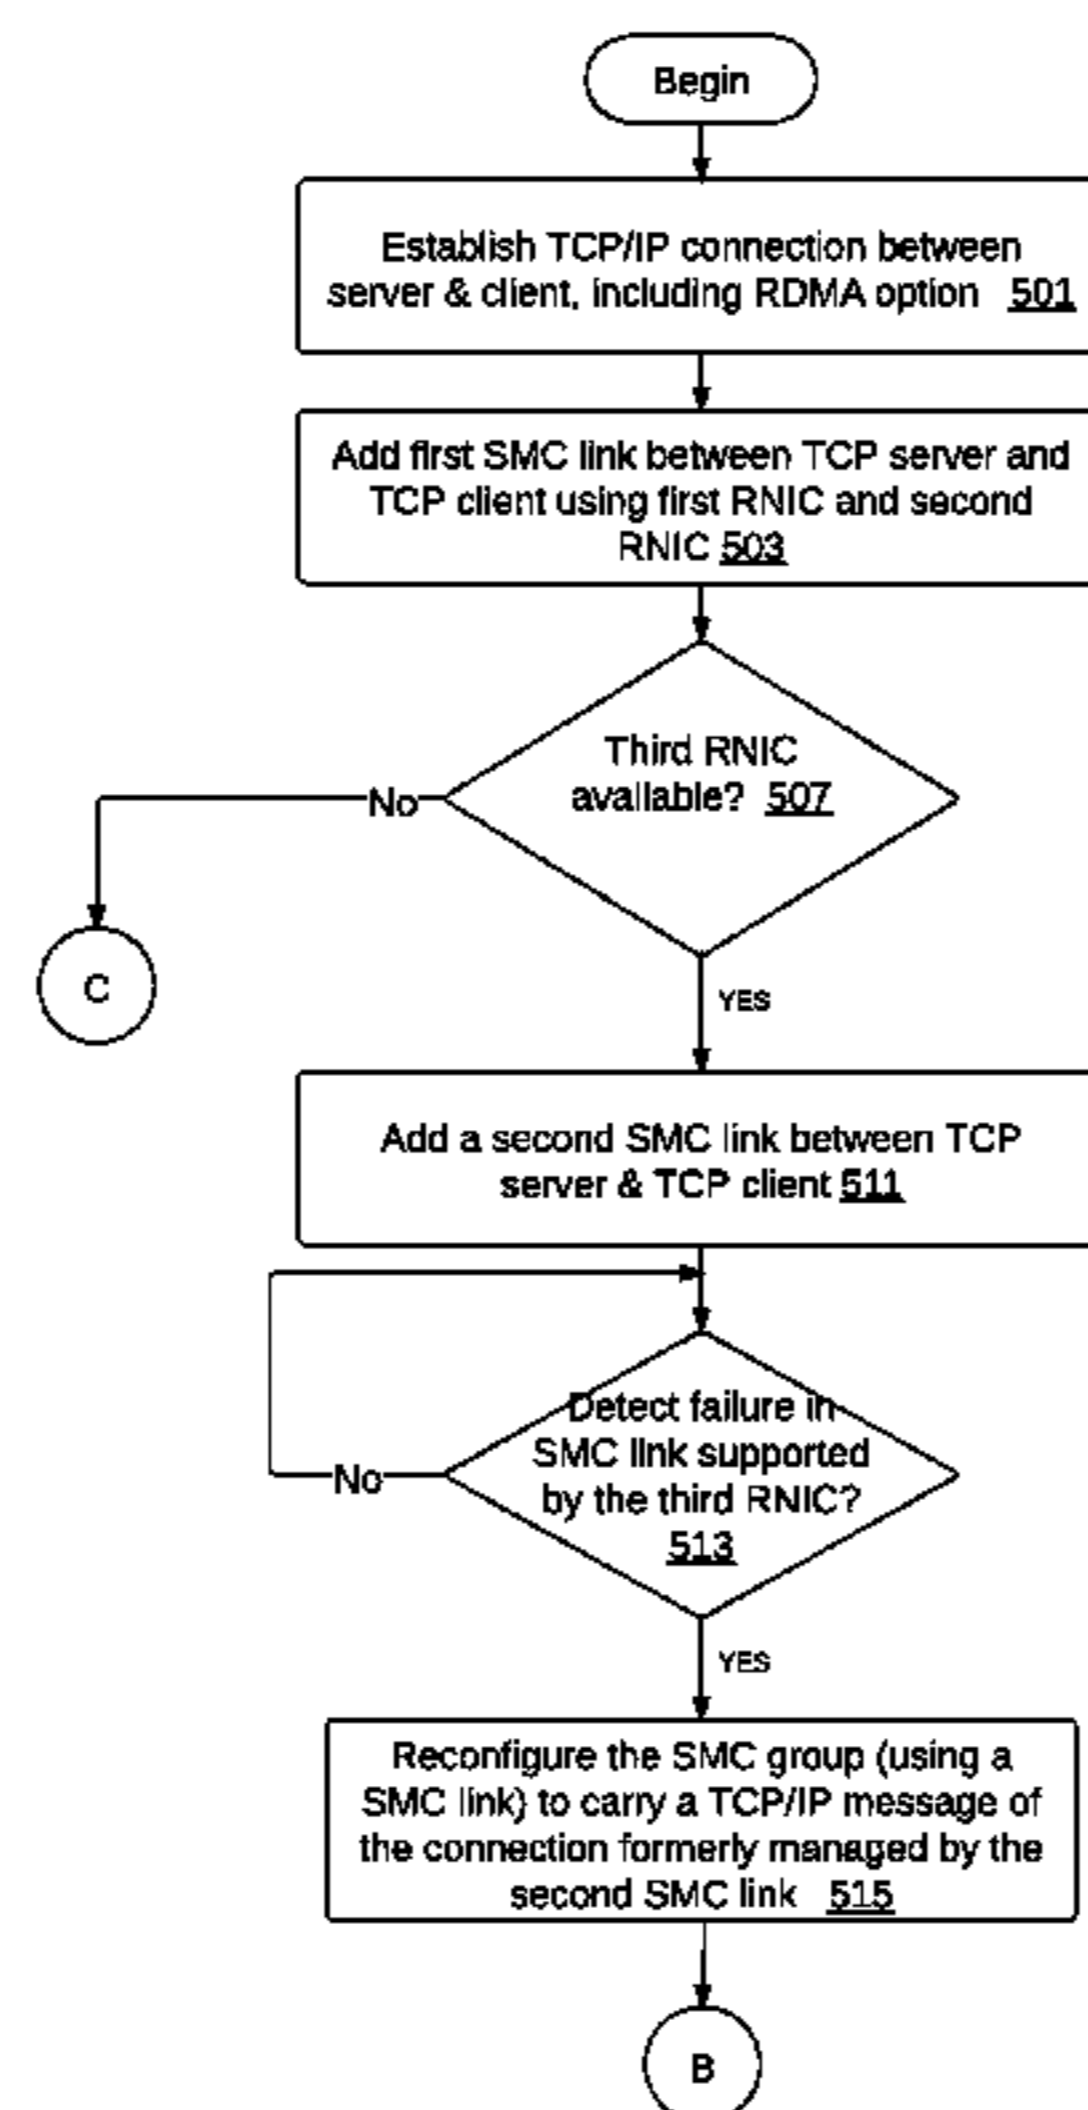 Begin
Establish TCP/IP connection between
server & client, including RDMA option 501
Add first SMC link between TCP server and
TCP client using first RNIC and second
RNIC 503
Third RNIC
available? 507
No
C
YES
Add a second SMC link between TCP
server & TCP client 511
Detect failure in
SMC link supported
by the third RNIC?
513
No
YES
Reconfigure the SMC group (using a
SMC link) to carry a TCP/IP message of
the connection formerly managed by the
second SMC link 515
B